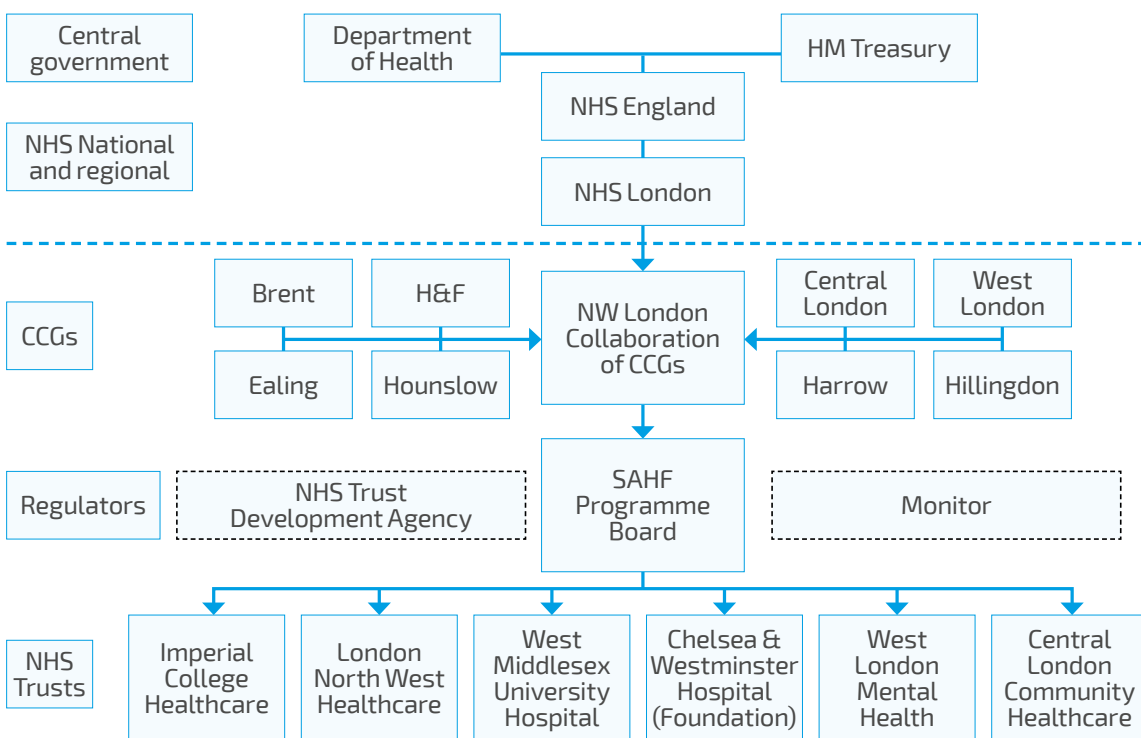 Central
government
Department
of Health
HM Treasury
NHS England
NHS National
and regional
NHS London
CCGs
Brent
H&F
NW London
Collaboration
of CCGs
Central
London
West
London
Ealing
Hounslow
Harrow
Hillingdon
Regulators
NHS Trust
Development Agency
SAHF
Programme
Board
Monitor
NHS
Trusts
Imperial
College
Healthcare
London
North West
Healthcare
West
Middlesex
University
Hospital
Chelsea &
Westminster
Hospital
(Foundation)
West
London
Mental
Health
Central
London
Community
Healthcare